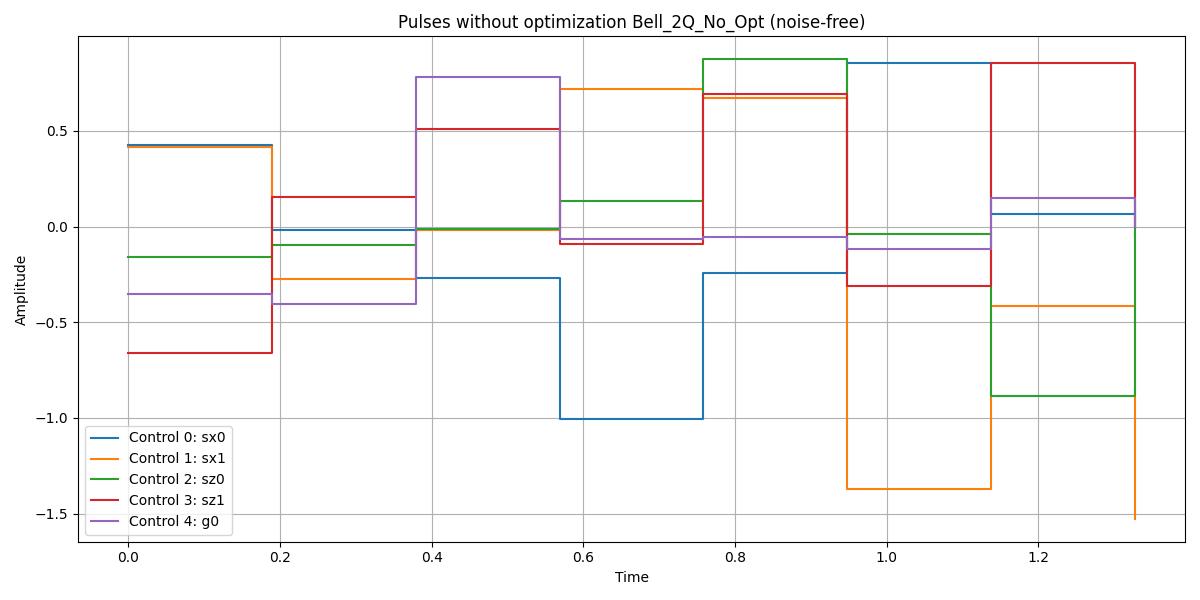 Pulses without optimization Bell_2Q_No_Opt (noise-free)
Amplitude
0.5
0.0
−0.5
−1.0
−1.5
Control 0: sx0
Control 1: sx1
Control 2: sz0
Control 3: sz1
Control 4: g0
0.0 0.2 0.4 0.6 0.8 1.0 1.2
Time